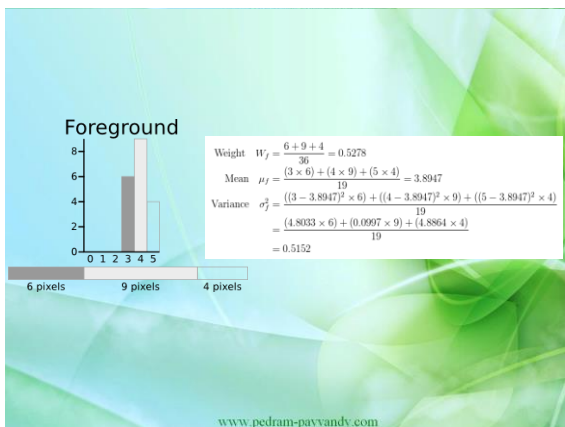 Foreground
8
6
4
2
0
0 1 2 3 4 5
6 pixels 9 pixels 4 pixels
Weight W_f = (6 + 9 + 4)/36 = 0.5278
Mean μ_f = ((3 × 6) + (4 × 9) + (5 × 4))/19 = 3.8947
Variance σ_f^2 = (((3 − 3.8947)^2 × 6) + ((4 − 3.8947)^2 × 9) + ((5 − 3.8947)^2 × 4))/19
= ((4.8033 × 6) + (0.0997 × 9) + (4.8864 × 4))/19
= 0.5152
www.pedram-payvandy.com